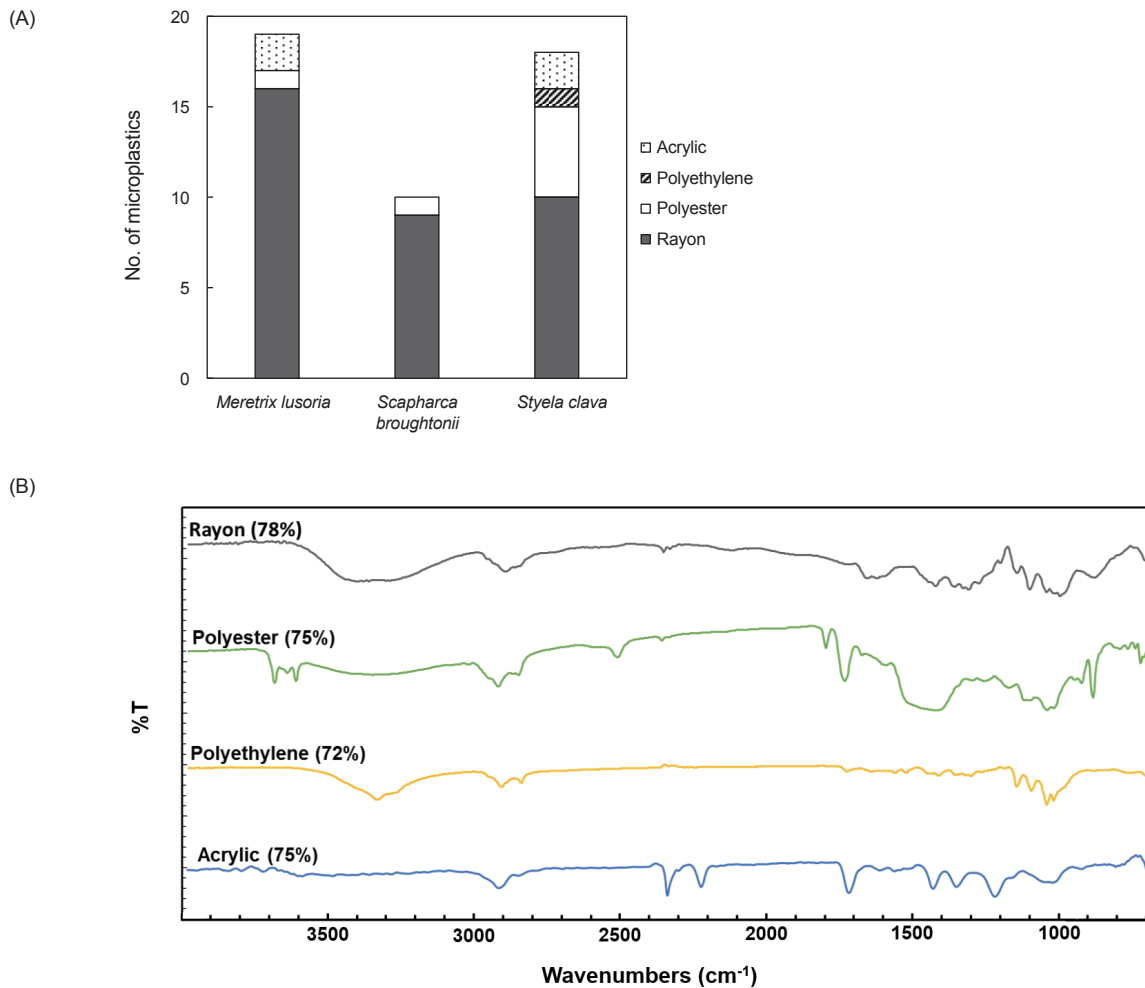 (A)
20
15
10
5
0
No. of microplastics
Meretrix lusoria
Scapharca
broughtonii
Styela clava
Acrylic
Polyethylene
Polyester
Rayon
(B)
Rayon (78%)
Polyester (75%)
Polyethylene (72%)
Acrylic (75%)
%T
3500 3000 2500 2000 1500 1000
Wavenumbers (cm-1)